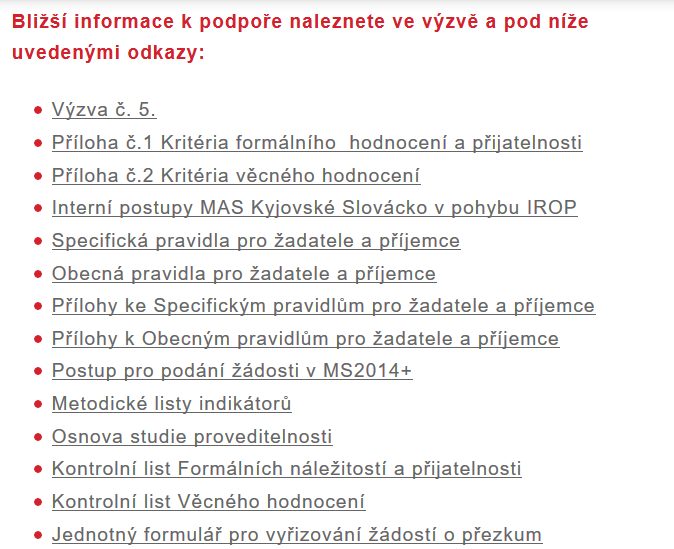 Bližší informace k podpoře naleznete ve výzvě a pod níže
uvedenými odkazy:
Výzva č. 5.
Příloha č.1 Kritéria formálního  hodnocení a přijatelnosti
Příloha č.2 Kritéria věcného hodnocení
Interní postupy MAS Kyjovské Slovácko v pohybu IROP
Specifická pravidla pro žadatele a příjemce
Obecná pravidla pro žadatele a příjemce
Přílohy ke Specifickým pravidlům pro žadatele a příjemce
Přílohy k Obecným pravidlům pro žadatele a příjemce
Postup pro podání žádosti v MS2014+
Metodické listy indikátorů
Osnova studie proveditelnosti
Kontrolní list Formálních náležitostí a přijatelnosti
Kontrolní list Věcného hodnocení
Jednotný formulář pro vyřizování žádostí o přezkum